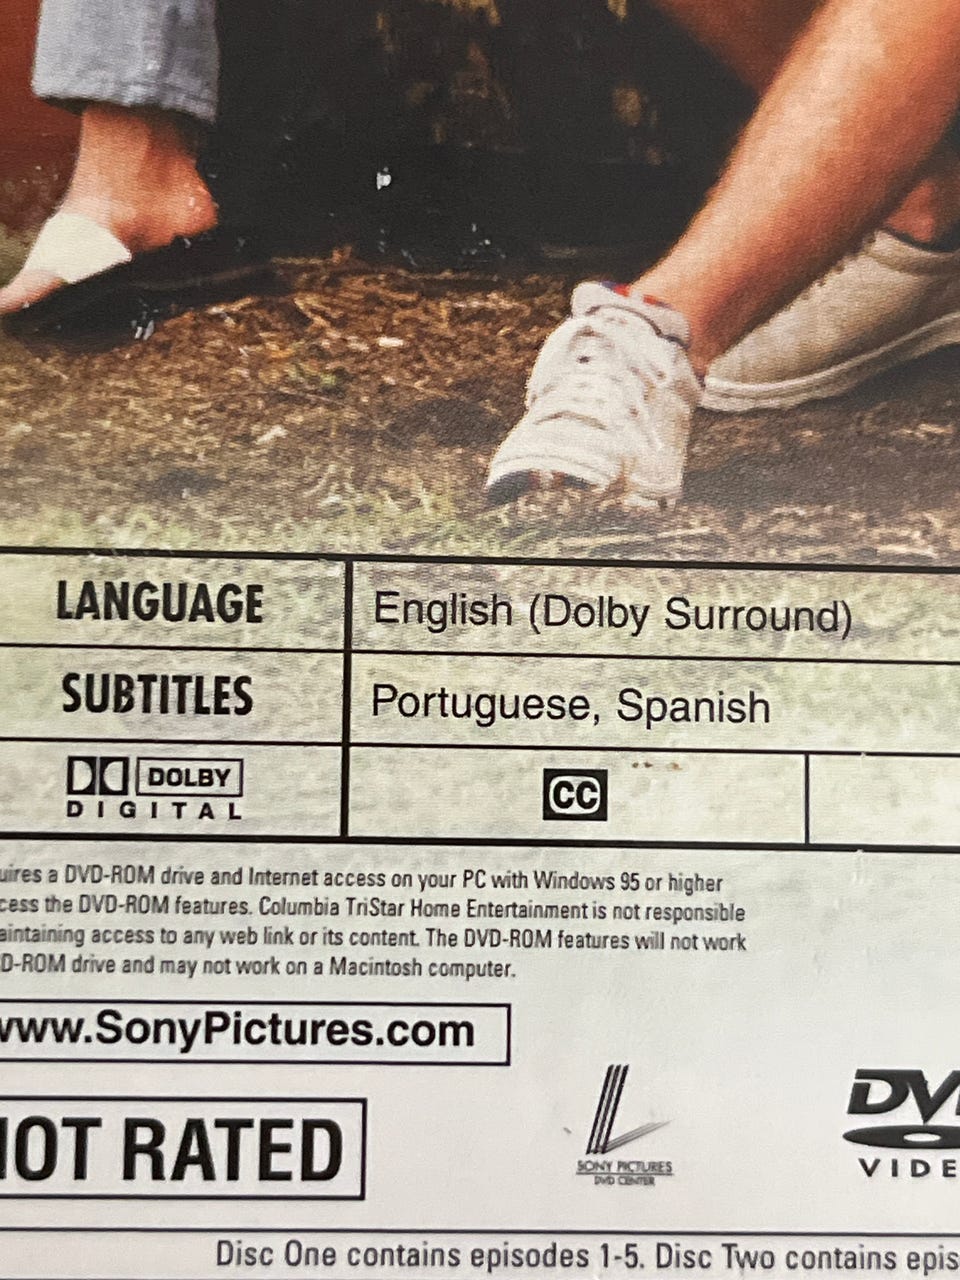 LANGUAGE English (Dolby Surround)
SUBTITLES Portuguese, Spanish
DOLBY
DIGITAL
CC
uires a DVD-ROM drive and Internet access on your PC with Windows 95 or higher
cess the DVD-ROM features. Columbia TriStar Home Entertainment is not responsible
aintaining access to any web link or its content. The DVD-ROM features will not work
D-ROM drive and may not work on a Macintosh computer.
www.SonyPictures.com
OT RATED
SONY PICTURES
DVD CENTER
DV
VIDE
Disc One contains episodes 1-5. Disc Two contains epis